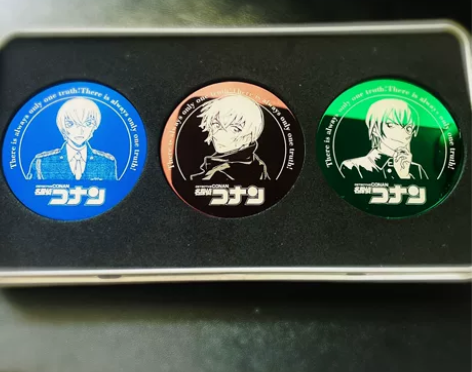 There is always only one truth!There is always only one truth!
DETECTIVE CONAN
名探偵コナン
There is always only one truth!There is always only one truth!
DETECTIVE CONAN
名探偵コナン
There is always only one truth!There is always only one truth!
DETECTIVE CONAN
名探偵コナン